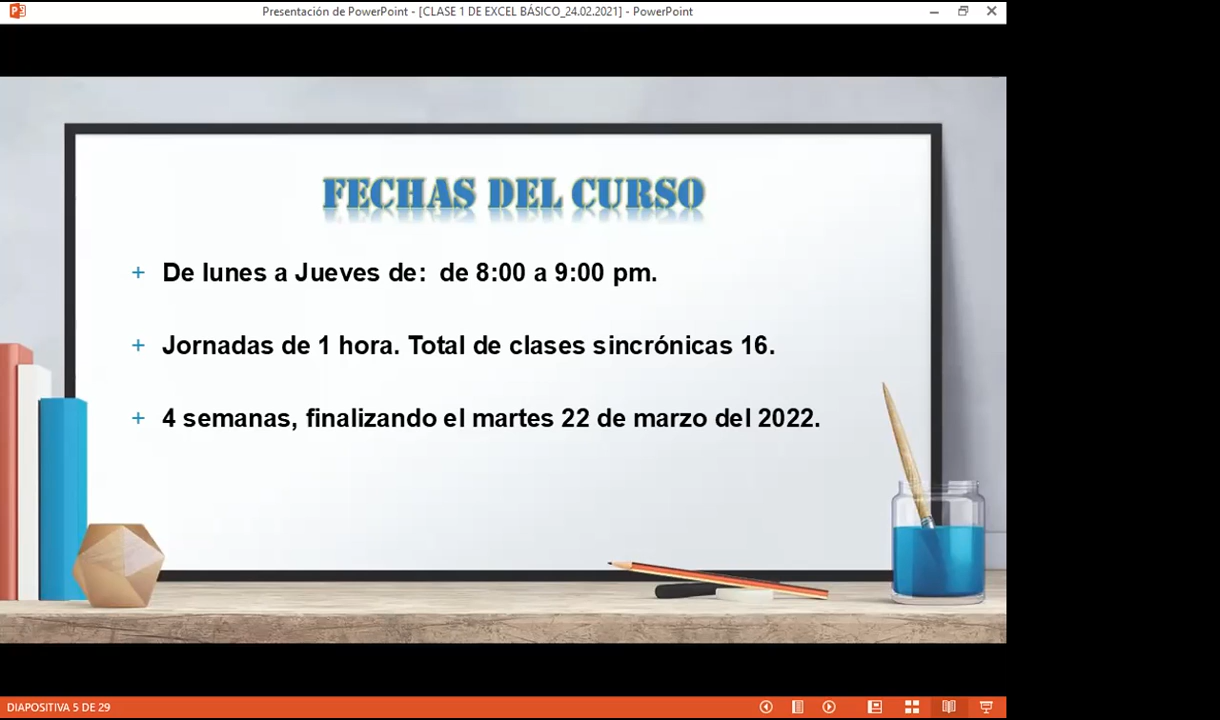 Presentación de PowerPoint - [CLASE 1 DE EXCEL BÁSICO_24.02.2021] - PowerPoint
FECHAS DEL CURSO
+ De lunes a Jueves de:  de 8:00 a 9:00 pm.
+ Jornadas de 1 hora. Total de clases sincrónicas 16.
+ 4 semanas, finalizando el martes 22 de marzo del 2022.
DIAPOSITIVA 5 DE 29